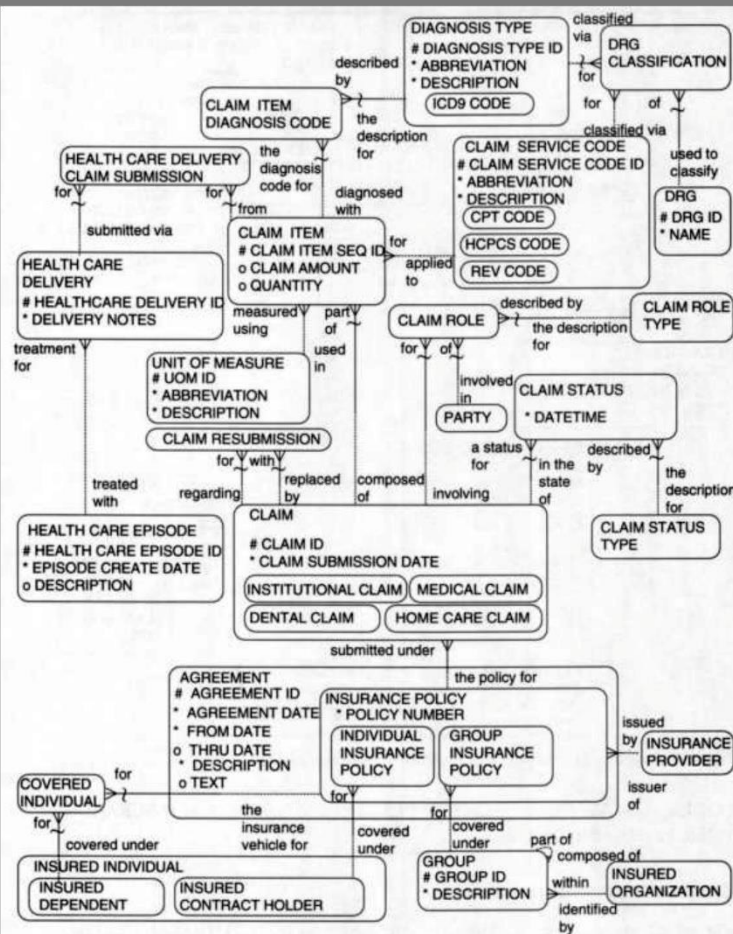 DIAGNOSIS TYPE
# DIAGNOSIS TYPE ID
* ABBREVIATION
* DESCRIPTION
ICD9 CODE
classified
via
for
DRG
CLASSIFICATION
described
by
the
description
for
CLAIM ITEM
DIAGNOSIS CODE
for
of
classified via
the
diagnosis
code for
diagnosed
with
HEALTH CARE DELIVERY
CLAIM SUBMISSION
for
for
from
submitted via
CLAIM SERVICE CODE
# CLAIM SERVICE CODE ID
* ABBREVIATION
* DESCRIPTION
CPT CODE
HCPCS CODE
REV CODE
used to
classify
DRG
# DRG ID
* NAME
CLAIM ITEM
# CLAIM ITEM SEQ ID
o CLAIM AMOUNT
o QUANTITY
for
applied
to
HEALTH CARE
DELIVERY
# HEALTHCARE DELIVERY ID
* DELIVERY NOTES
measured
using
part
of
used
in
CLAIM ROLE
described by
the description
for
CLAIM ROLE
TYPE
for
of
involved
in
PARTY
treatment
for
UNIT OF MEASURE
# UOM ID
* ABBREVIATION
* DESCRIPTION
CLAIM STATUS
* DATETIME
CLAIM RESUBMISSION
for
with
regarding
replaced
by
composed
of
involving
a status
for
in the
state
of
described
by
the
description
for
CLAIM STATUS
TYPE
treated
with
HEALTH CARE EPISODE
# HEALTH CARE EPISODE ID
* EPISODE CREATE DATE
o DESCRIPTION
CLAIM
# CLAIM ID
* CLAIM SUBMISSION DATE
INSTITUTIONAL CLAIM
MEDICAL CLAIM
DENTAL CLAIM
HOME CARE CLAIM
submitted under
the policy for
AGREEMENT
# AGREEMENT ID
* AGREEMENT DATE
* FROM DATE
o THRU DATE
* DESCRIPTION
o TEXT
INSURANCE POLICY
* POLICY NUMBER
INDIVIDUAL
INSURANCE
POLICY
GROUP
INSURANCE
POLICY
issued
by
issuer
of
INSURANCE
PROVIDER
COVERED
INDIVIDUAL
for
the
insurance
vehicle for
for
covered under
for
covered
under
for
covered
under
INSURED INDIVIDUAL
INSURED
DEPENDENT
INSURED
CONTRACT HOLDER
GROUP
# GROUP ID
* DESCRIPTION
part of
composed of
within
identified
by
INSURED
ORGANIZATION